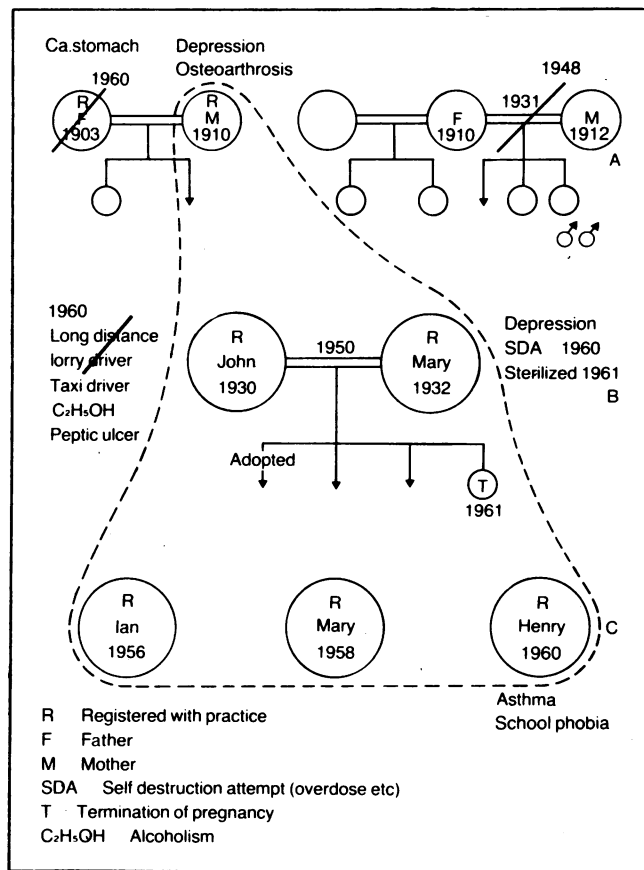 Ca.stomach
1960
R
F
1903
Depression
Osteoarthrosis
R
M
1910
F
1910
1948
1931
M
1912
A
1960
Long distance
lorry driver
Taxi driver
C₂H₅OH
Peptic ulcer
R
John
1930
1950
R
Mary
1932
Depression
SDA 1960
Sterilized 1961
B
Adopted
T
1961
R
Ian
1956
R
Mary
1958
R
Henry
1960
C
Asthma
School phobia
R Registered with practice
F Father
M Mother
SDA Self destruction attempt (overdose etc)
T Termination of pregnancy
C₂H₅OH Alcoholism